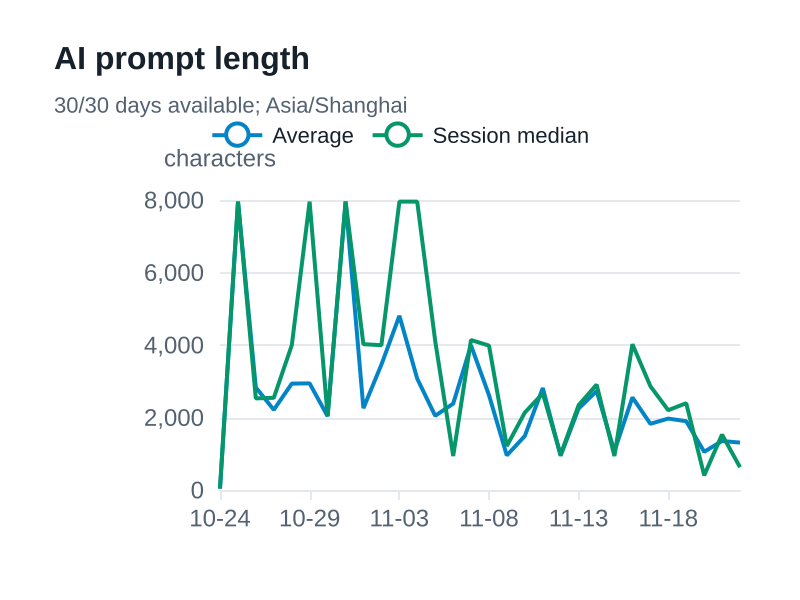 AI prompt length
30/30 days available; Asia/Shanghai
Average Session median
characters
8,000
6,000
4,000
2,000
0
10-24 10-29 11-03 11-08 11-13 11-18